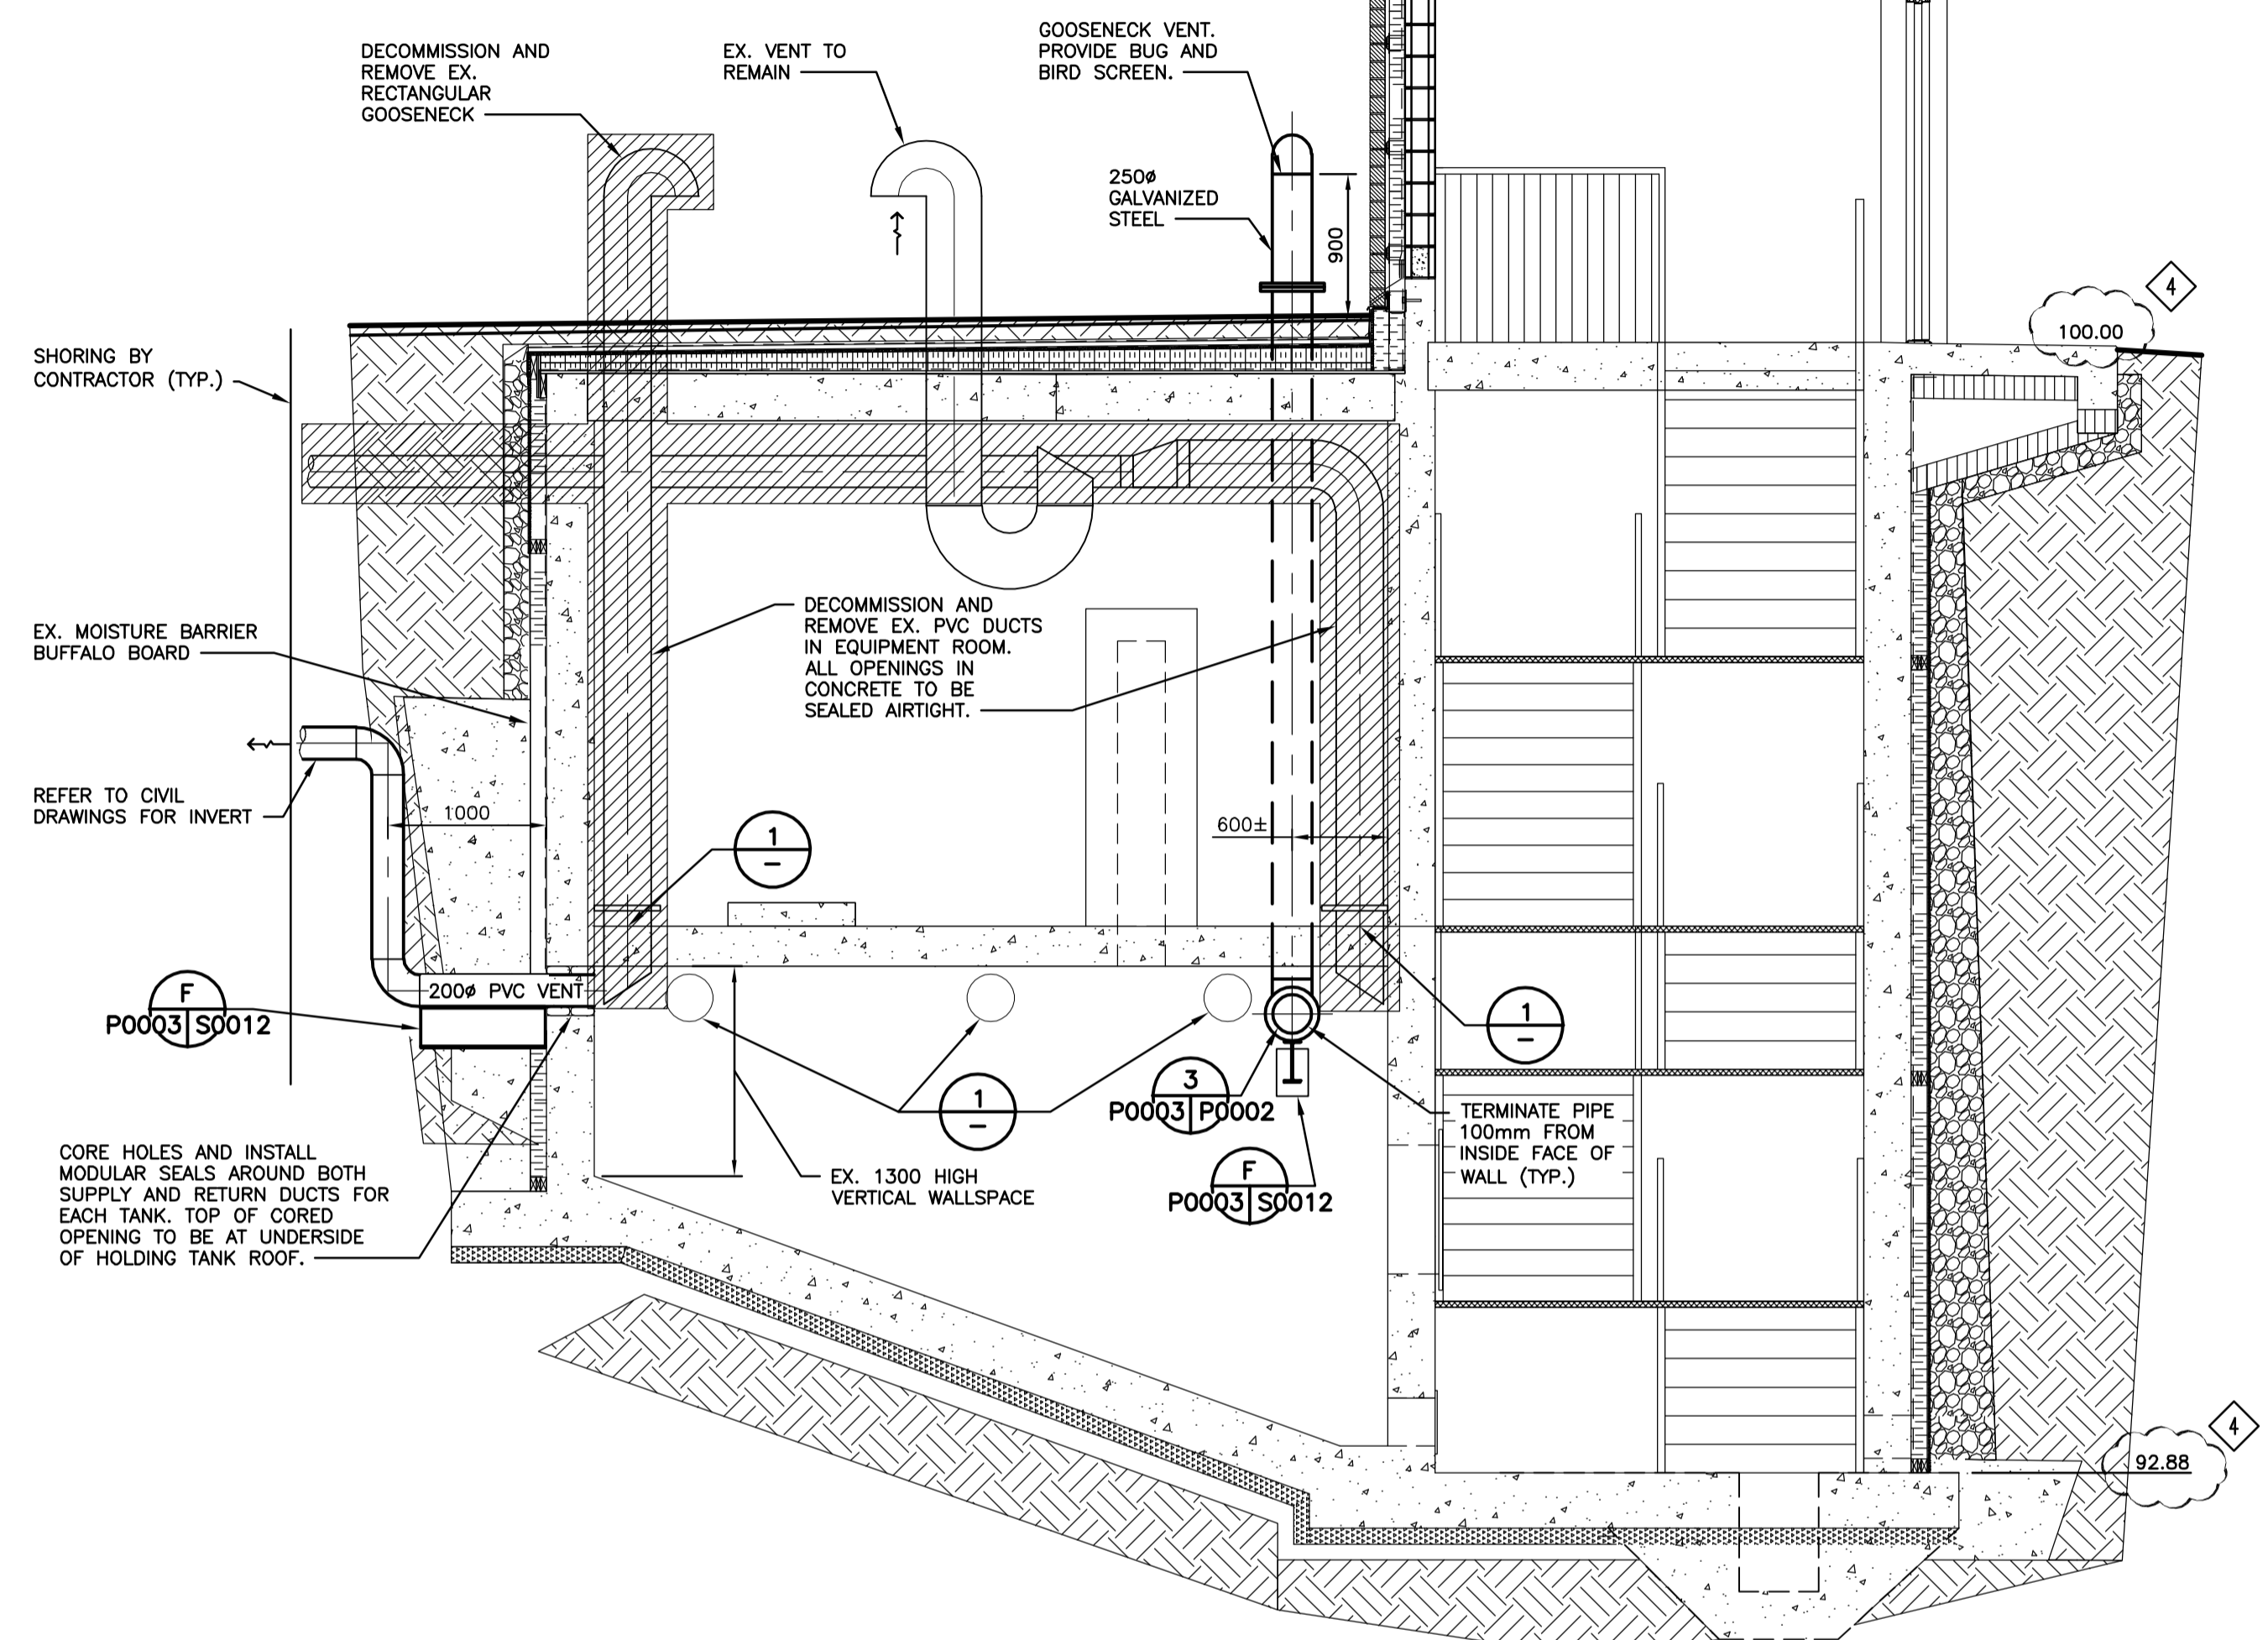 DECOMMISSION AND
REMOVE EX.
RECTANGULAR
GOOSENECK
EX. VENT TO
REMAIN
GOOSENECK VENT.
PROVIDE BUG AND
BIRD SCREEN.
250ø
GALVANIZED
STEEL
900
4
100.00
SHORING BY
CONTRACTOR (TYP.)
EX. MOISTURE BARRIER
BUFFALO BOARD
DECOMMISSION AND
REMOVE EX. PVC DUCTS
IN EQUIPMENT ROOM.
ALL OPENINGS IN
CONCRETE TO BE
SEALED AIRTIGHT.
REFER TO CIVIL
DRAWINGS FOR INVERT
1000
600±
1
–
200ø PVC VENT
F
P0003 S0012
1
–
1
–
3
P0003 P0002
F
P0003 S0012
TERMINATE PIPE
100mm FROM
INSIDE FACE OF
WALL (TYP.)
EX. 1300 HIGH
VERTICAL WALLSPACE
CORE HOLES AND INSTALL
MODULAR SEALS AROUND BOTH
SUPPLY AND RETURN DUCTS FOR
EACH TANK. TOP OF CORED
OPENING TO BE AT UNDERSIDE
OF HOLDING TANK ROOF.
4
92.88